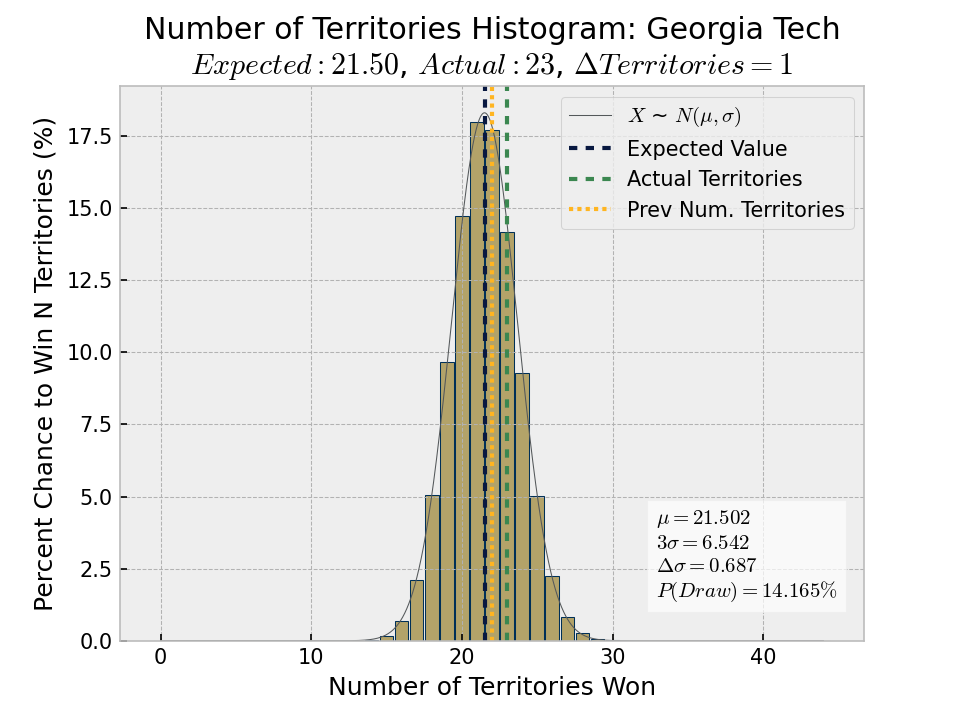 Number of Territories Histogram: Georgia Tech
Expected: 21.50, Actual: 23, ΔTerritories = 1
Percent Chance to Win N Territories (%)
17.5
15.0
12.5
10.0
7.5
5.0
2.5
0.0
X ~ N(μ, σ)
Expected Value
Actual Territories
Prev Num. Territories
μ = 21.502
3σ = 6.542
Δσ = 0.687
P(Draw) = 14.165%
0 10 20 30 40
Number of Territories Won